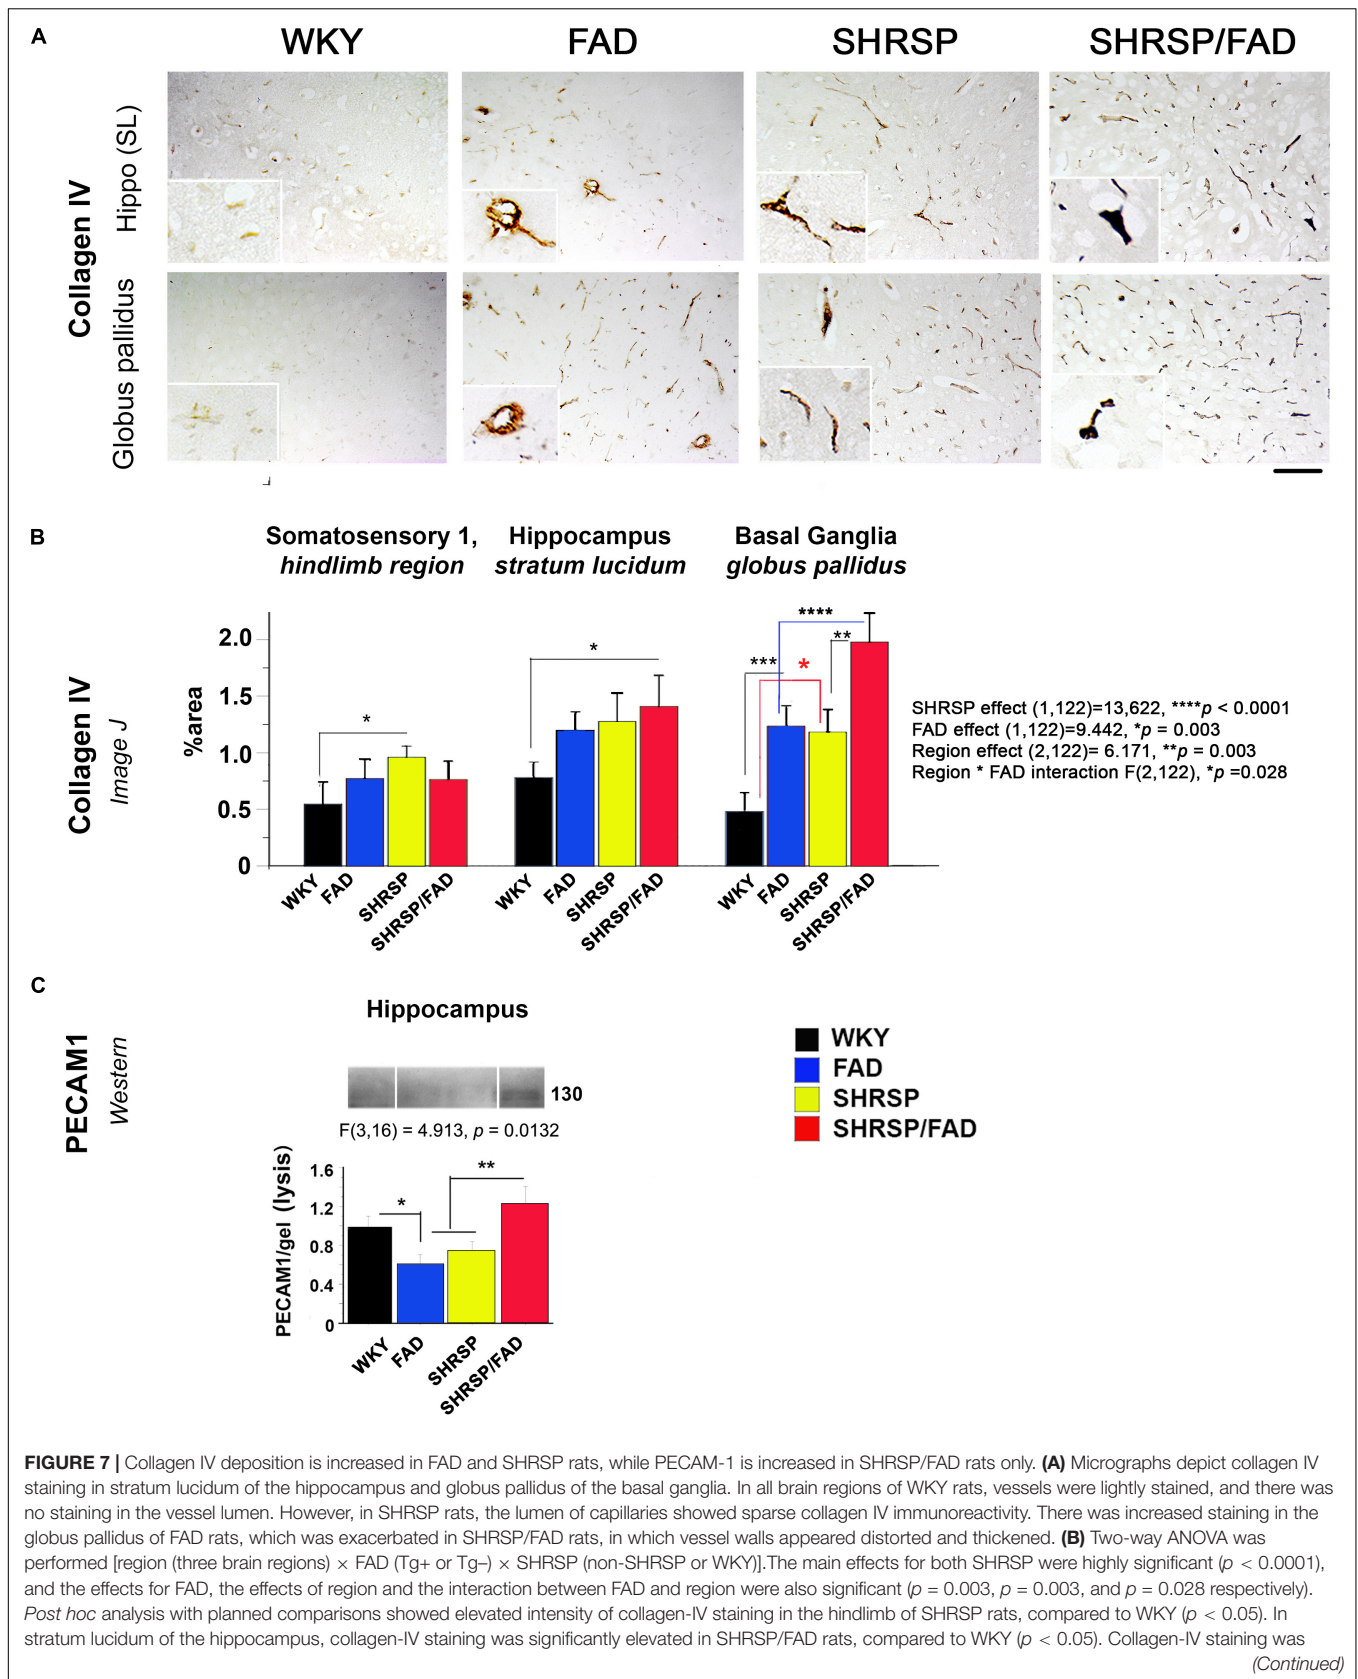 A
WKY FAD SHRSP SHRSP/FAD
Collagen IV
Hippo (SL)
Globus pallidus
B
Somatosensory 1,
hindlimb region
Hippocampus
stratum lucidum
Basal Ganglia
globus pallidus
Collagen IV
Image J
%area
2.0
1.5
1.0
0.5
0
*
*
***
*
****
**
WKY FAD SHRSP SHRSP/FAD
WKY FAD SHRSP SHRSP/FAD
WKY FAD SHRSP SHRSP/FAD
SHRSP effect (1,122)=13,622, ****p < 0.0001
FAD effect (1,122)=9.442, *p = 0.003
Region effect (2,122)= 6.171, **p = 0.003
Region * FAD interaction F(2,122), *p =0.028
C
PECAM1
Western
Hippocampus
130
F(3,16) = 4.913, p = 0.0132
PECAM1/gel (lysis)
1.6
1.2
0.8
0.4
0
*
**
WKY FAD SHRSP SHRSP/FAD
WKY
FAD
SHRSP
SHRSP/FAD
FIGURE 7 | Collagen IV deposition is increased in FAD and SHRSP rats, while PECAM-1 is increased in SHRSP/FAD rats only. (A) Micrographs depict collagen IV
staining in stratum lucidum of the hippocampus and globus pallidus of the basal ganglia. In all brain regions of WKY rats, vessels were lightly stained, and there was
no staining in the vessel lumen. However, in SHRSP rats, the lumen of capillaries showed sparse collagen IV immunoreactivity. There was increased staining in the
globus pallidus of FAD rats, which was exacerbated in SHRSP/FAD rats, in which vessel walls appeared distorted and thickened. (B) Two-way ANOVA was
performed [region (three brain regions) × FAD (Tg+ or Tg–) × SHRSP (non-SHRSP or WKY)].The main effects for both SHRSP were highly significant (p < 0.0001),
and the effects for FAD, the effects of region and the interaction between FAD and region were also significant (p = 0.003, p = 0.003, and p = 0.028 respectively).
Post hoc analysis with planned comparisons showed elevated intensity of collagen-IV staining in the hindlimb of SHRSP rats, compared to WKY (p < 0.05). In
stratum lucidum of the hippocampus, collagen-IV staining was significantly elevated in SHRSP/FAD rats, compared to WKY (p < 0.05). Collagen-IV staining was
(Continued)